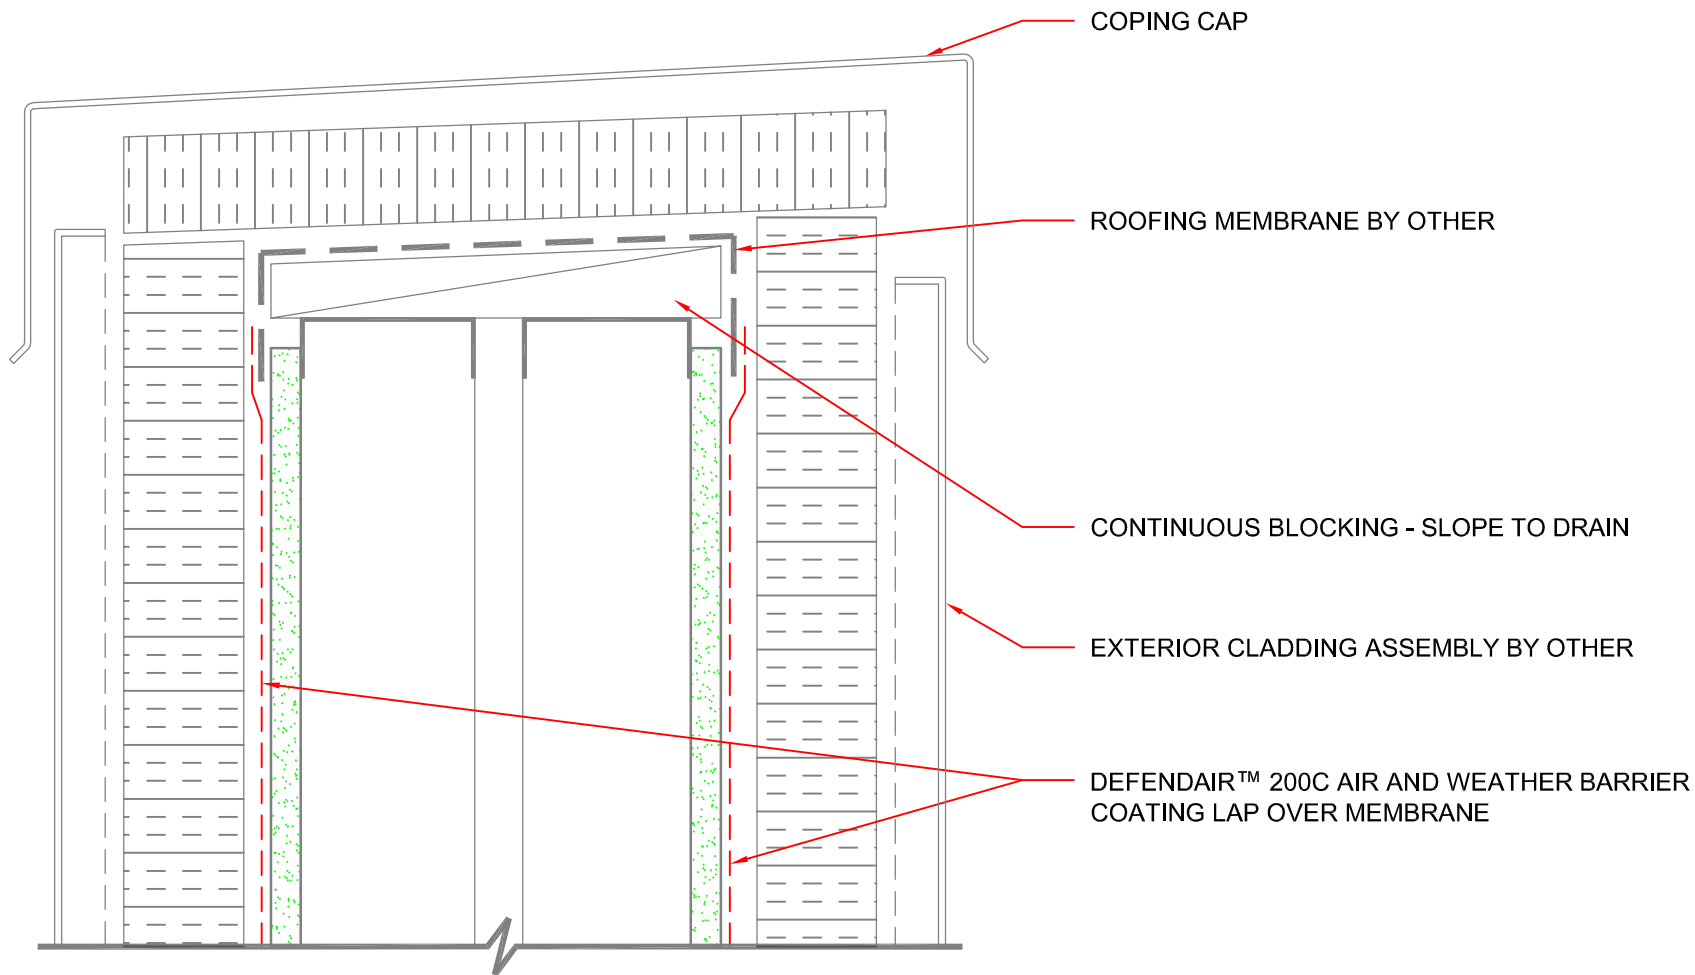 COPING CAP
ROOFING MEMBRANE BY OTHER
CONTINUOUS BLOCKING - SLOPE TO DRAIN
EXTERIOR CLADDING ASSEMBLY BY OTHER
DEFENDAIR™ 200C AIR AND WEATHER BARRIER
COATING LAP OVER MEMBRANE